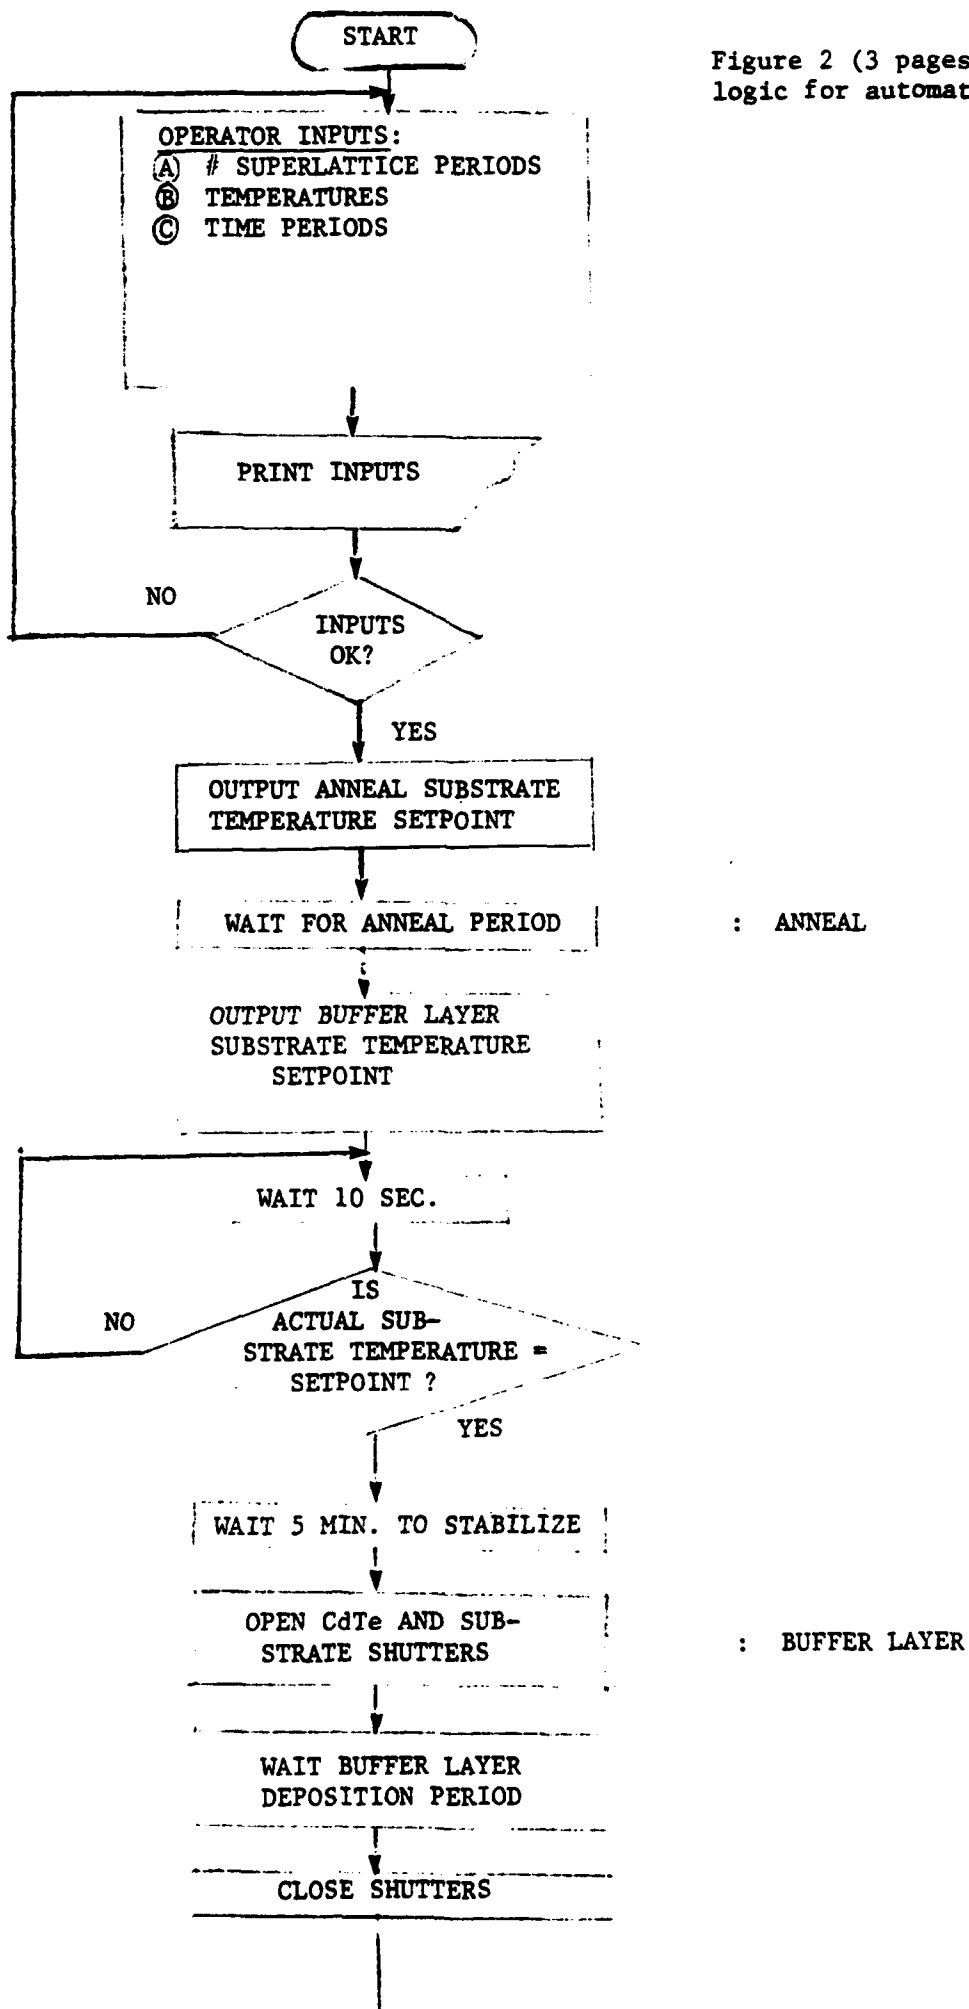 START
Figure 2 (3 pages
logic for automat
OPERATOR INPUTS:
Ⓐ # SUPERLATTICE PERIODS
Ⓑ TEMPERATURES
Ⓒ TIME PERIODS
PRINT INPUTS
NO
INPUTS
OK?
YES
OUTPUT ANNEAL SUBSTRATE
TEMPERATURE SETPOINT
WAIT FOR ANNEAL PERIOD
: ANNEAL
OUTPUT BUFFER LAYER
SUBSTRATE TEMPERATURE
SETPOINT
WAIT 10 SEC.
IS
NO
ACTUAL SUB-
STRATE TEMPERATURE =
SETPOINT ?
YES
WAIT 5 MIN. TO STABILIZE
OPEN CdTe AND SUB-
STRATE SHUTTERS
: BUFFER LAYER
WAIT BUFFER LAYER
DEPOSITION PERIOD
CLOSE SHUTTERS